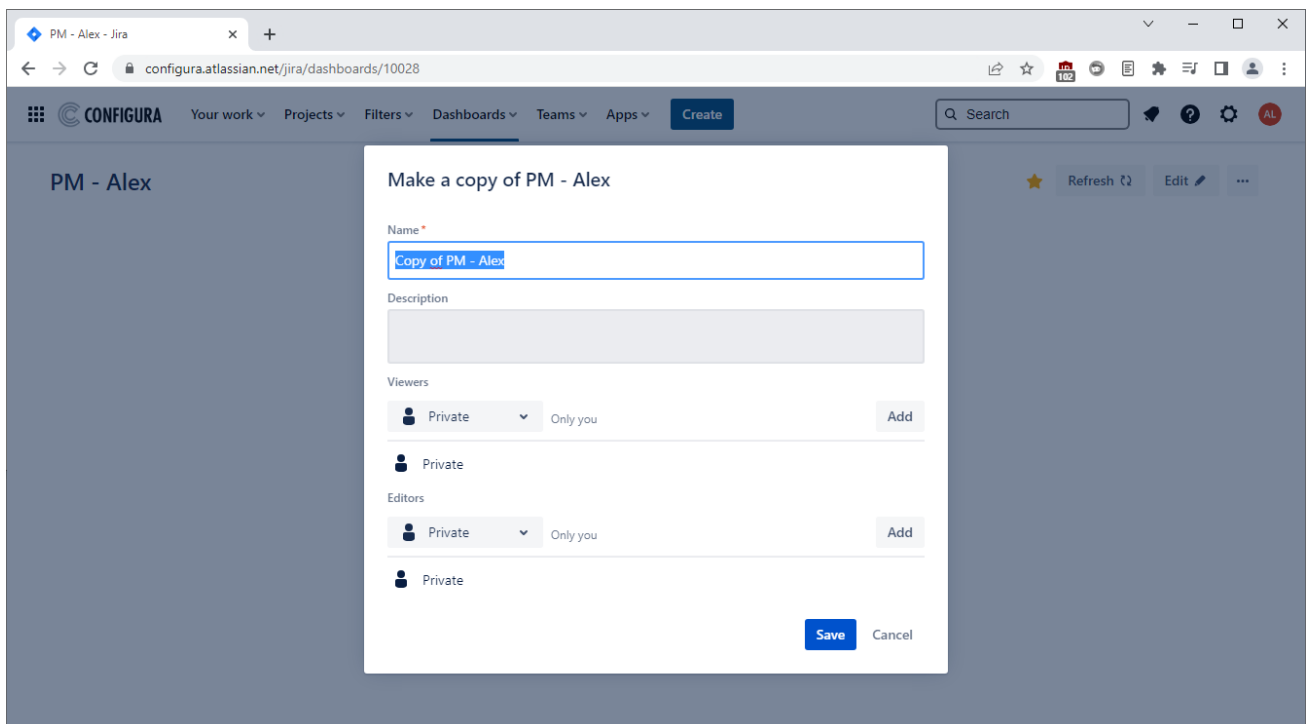 PM - Alex - Jira
configura.atlassian.net/jira/dashboards/10028
102
CONFIGURA Your work Projects Filters Dashboards Teams Apps Create Search AL
PM - Alex
Refresh Edit
Make a copy of PM - Alex
Name*
Copy of PM - Alex
Description
Viewers
Private Only you Add
Private
Editors
Private Only you Add
Private
Save Cancel